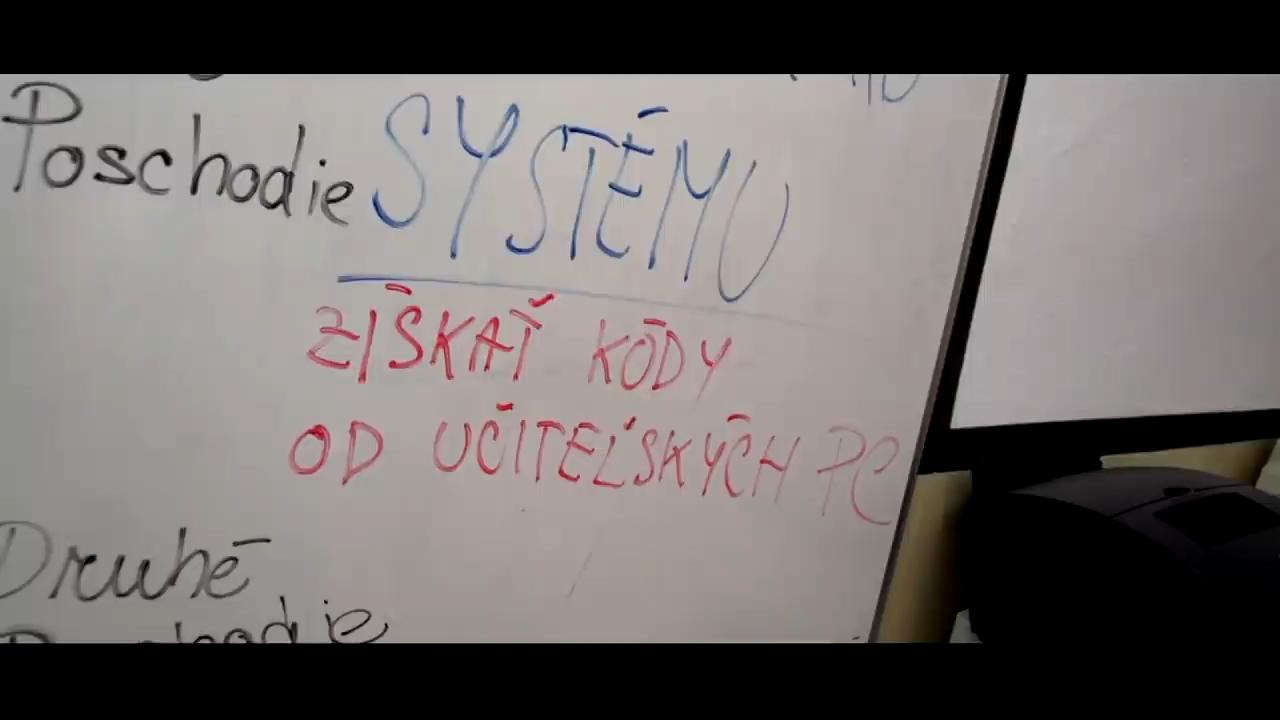 Poschodie SYSTÉMU
ZÍSKAŤ KÓDY
OD UČITEĽSKÝCH PC
Druhé